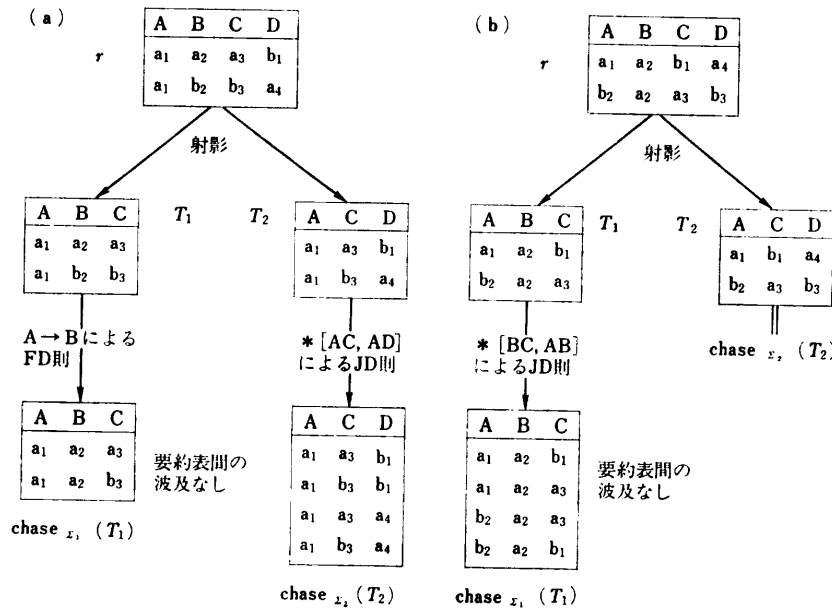 (a)
A B C D
r
a₁ a₂ a₃ b₁
a₁ b₂ b₃ a₄
射影
A B C
T₁
a₁ a₂ a₃
a₁ b₂ b₃
T₂
A C D
a₁ a₃ b₁
a₁ b₃ a₄
A → B による
FD則
* [AC, AD]
によるJD則
A B C
a₁ a₂ a₃
a₁ a₂ b₃
要約表間の
波及なし
chase Σ₁ (T₁)
A C D
a₁ a₃ b₁
a₁ b₃ b₁
a₁ a₃ a₄
a₁ b₃ a₄
chase Σ₂ (T₂)
(b)
A B C D
r
a₁ a₂ b₁ a₄
b₂ a₂ a₃ b₃
射影
A B C
T₁
a₁ a₂ b₁
b₂ a₂ a₃
T₂
A C D
a₁ b₁ a₄
b₂ a₃ b₃
chase Σ₂ (T₂)
* [BC, AB]
によるJD則
A B C
a₁ a₂ b₁
a₁ a₂ a₃
b₂ a₂ a₃
b₂ a₂ b₁
要約表間の
波及なし
chase Σ₁ (T₁)